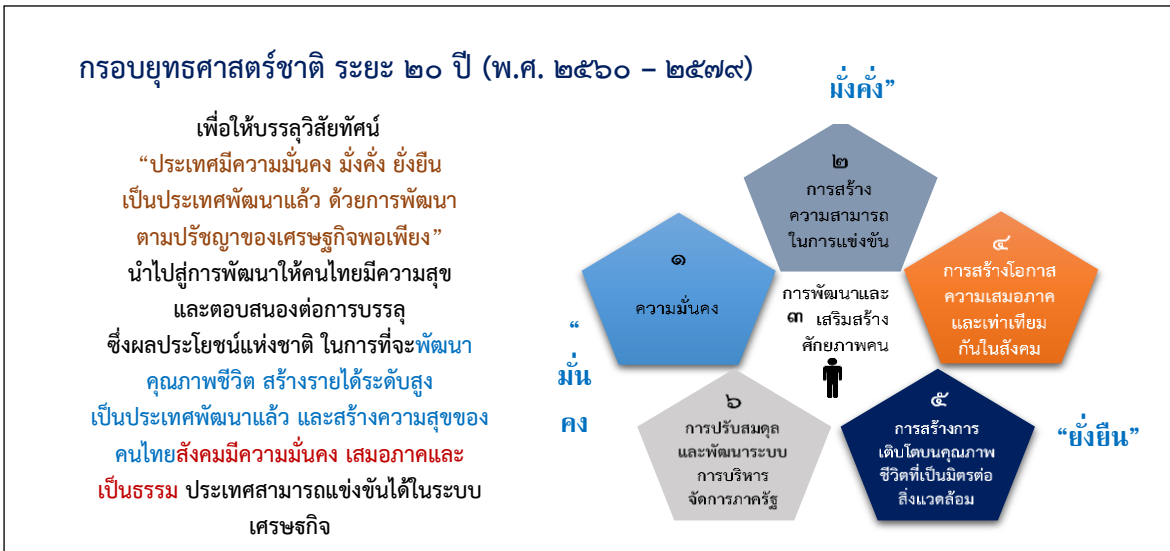 กรอบยุทธศาสตร์ชาติ ระยะ ๒๐ ปี (พ.ศ. ๒๕๖๐ – ๒๕๗๙)
เพื่อให้บรรลุวิสัยทัศน์
“ประเทศมีความมั่นคง มั่งคั่ง ยั่งยืน
เป็นประเทศพัฒนาแล้ว ด้วยการพัฒนา
ตามปรัชญาของเศรษฐกิจพอเพียง”
นำไปสู่การพัฒนาให้คนไทยมีความสุข
และตอบสนองต่อการบรรลุ
ซึ่งผลประโยชน์แห่งชาติ ในการที่จะพัฒนา
คุณภาพชีวิต สร้างรายได้ระดับสูง
เป็นประเทศพัฒนาแล้ว และสร้างความสุขของ
คนไทยสังคมมีความมั่นคง เสมอภาคและ
เป็นธรรม ประเทศสามารถแข่งขันได้ในระบบ
เศรษฐกิจ
“
มั่น
คง
๑
ความมั่นคง
มั่งคั่ง”
๒
การสร้าง
ความสามารถ
ในการแข่งขัน
การพัฒนาและ
๓ เสริมสร้าง
ศักยภาพคน
๔
การสร้างโอกาส
ความเสมอภาค
และเท่าเทียม
กันในสังคม
๕
การสร้างการ
เติบโตบนคุณภาพ
ชีวิตที่เป็นมิตรต่อ
สิ่งแวดล้อม
“ยั่งยืน”
๖
การปรับสมดุล
และพัฒนาระบบ
การบริหาร
จัดการภาครัฐ